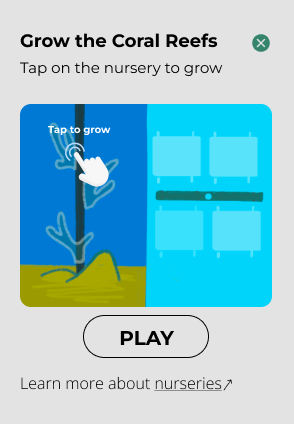 Grow the Coral Reefs
Tap on the nursery to grow
Tap to grow
PLAY
Learn more about nurseries↗